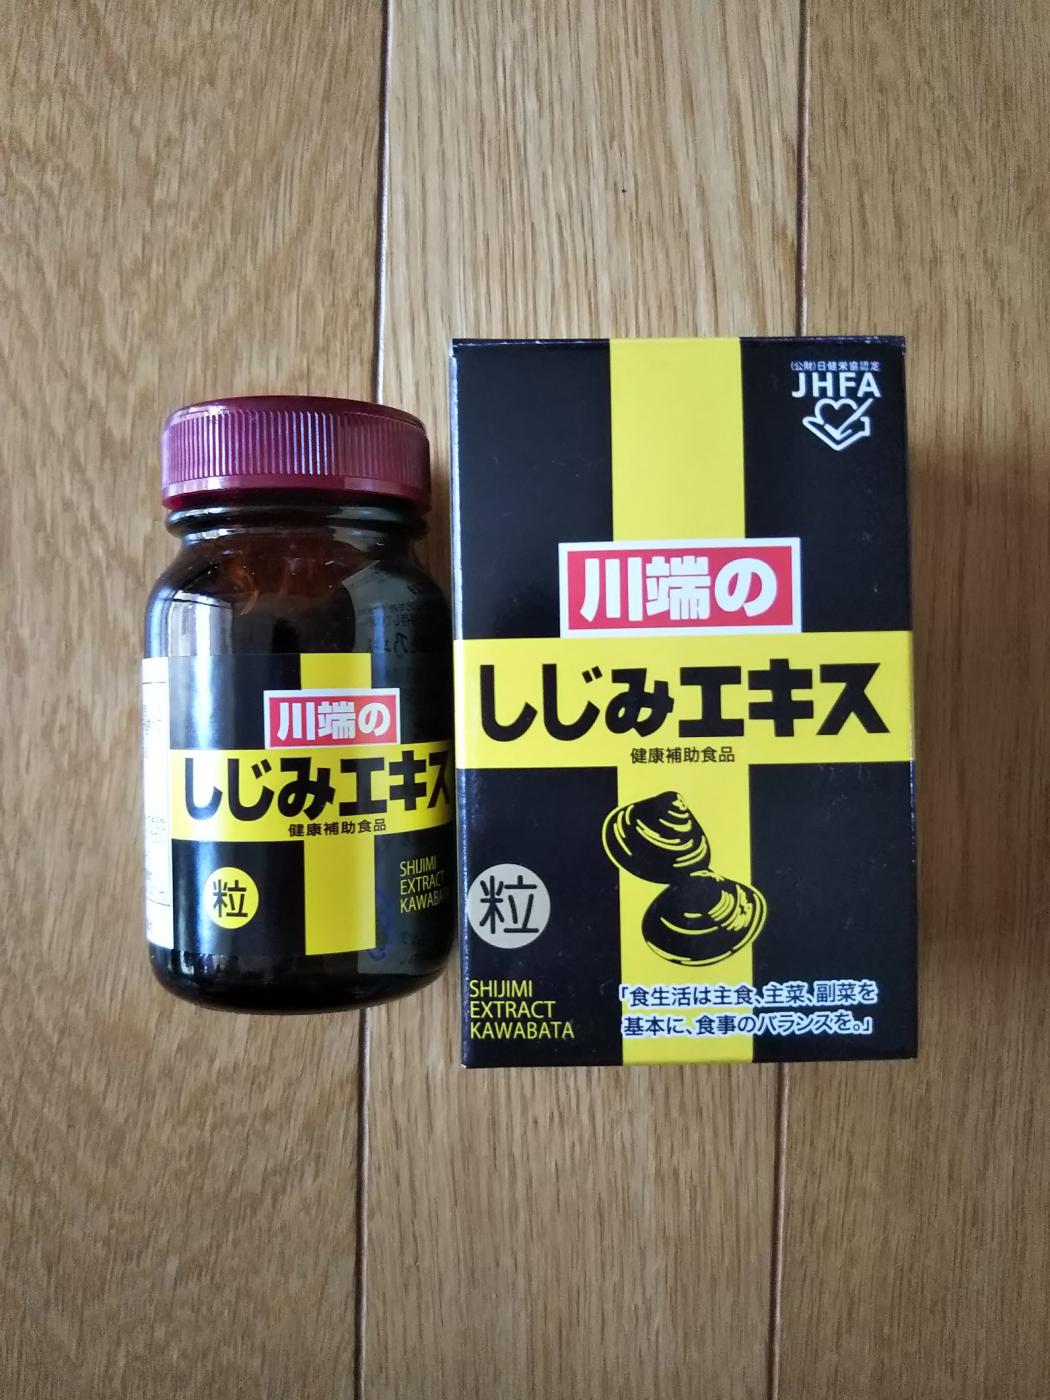 川端の
しじみエキス
健康補助食品
粒
SHIJIMI
EXTRACT
KAWABA
(公財)日健栄協認定
JHFA
川端の
しじみエキス
健康補助食品
粒
SHIJIMI
EXTRACT
KAWABATA
「食生活は主食、主菜、副菜を
基本に、食事のバランスを。」